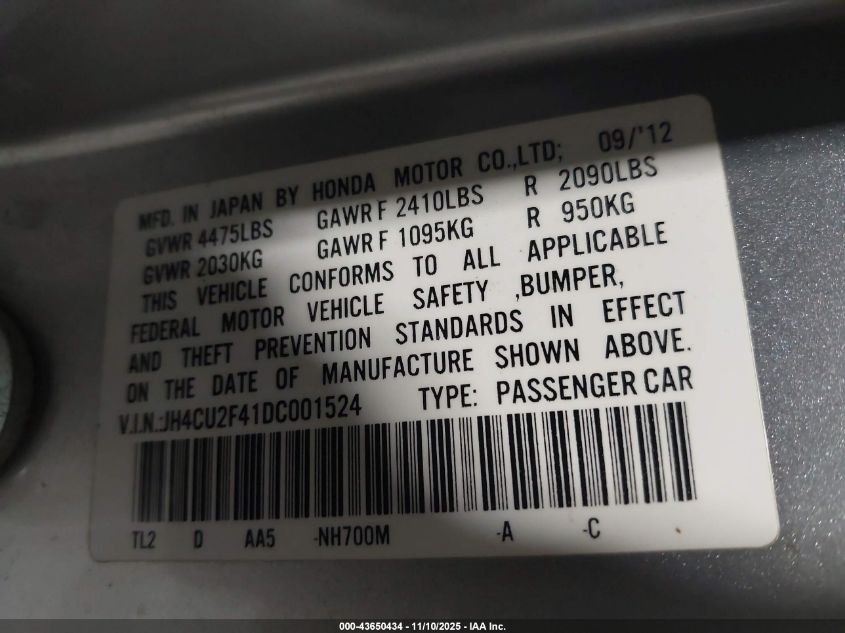 MFD. IN JAPAN BY HONDA MOTOR CO.,LTD; 09/'12
GVWR 4475LBS GAWR F 2410LBS R 2090LBS
GVWR 2030KG GAWR F 1095KG R 950KG
THIS VEHICLE CONFORMS TO ALL APPLICABLE
FEDERAL MOTOR VEHICLE SAFETY ,BUMPER,
AND THEFT PREVENTION STANDARDS IN EFFECT
ON THE DATE OF MANUFACTURE SHOWN ABOVE.
V.I.N.:JH4CU2F41DC001524 TYPE: PASSENGER CAR
TL2 D AA5 -NH700M -A -C .
000-43650434 - 11/10/2025 - IAA Inc.